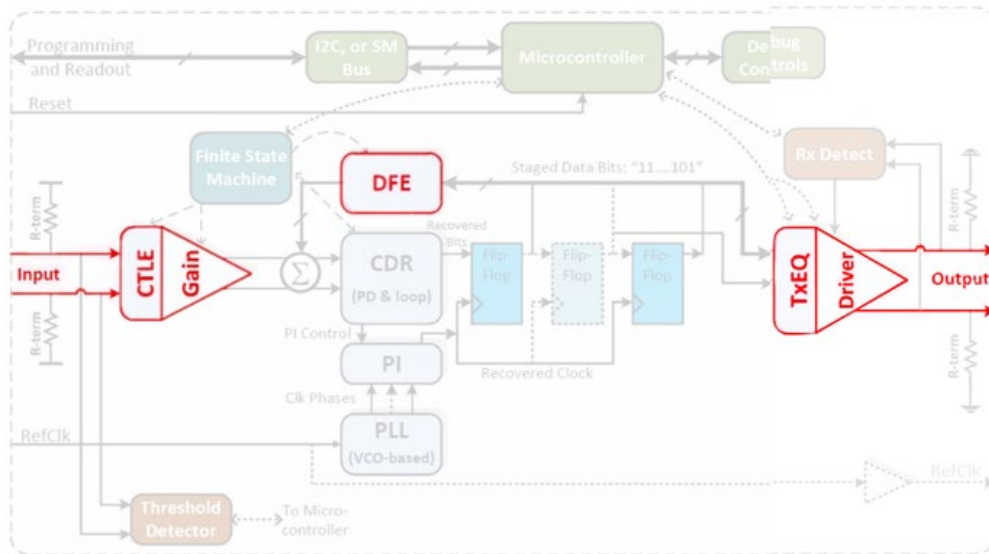 Programming
and Readout
I2C, or SM
Bus
Microcontroller
Debug
Controls
Reset
Finite State
Machine
DFE
Staged Data Bits: "11....101"
Rx Detect
R-term
R-term
Input
CTLE
Gain
Σ
CDR
(PD & loop)
Recovered
Bits
Flip-
Flop
Flip-
Flop
Flip-
Flop
TxEQ
Driver
Output
R-term
R-term
PI Control
PI
Recovered Clock
Clk Phases
RefClk
PLL
(VCO-based)
RefClk
Threshold
Detector
To Micro-
controller